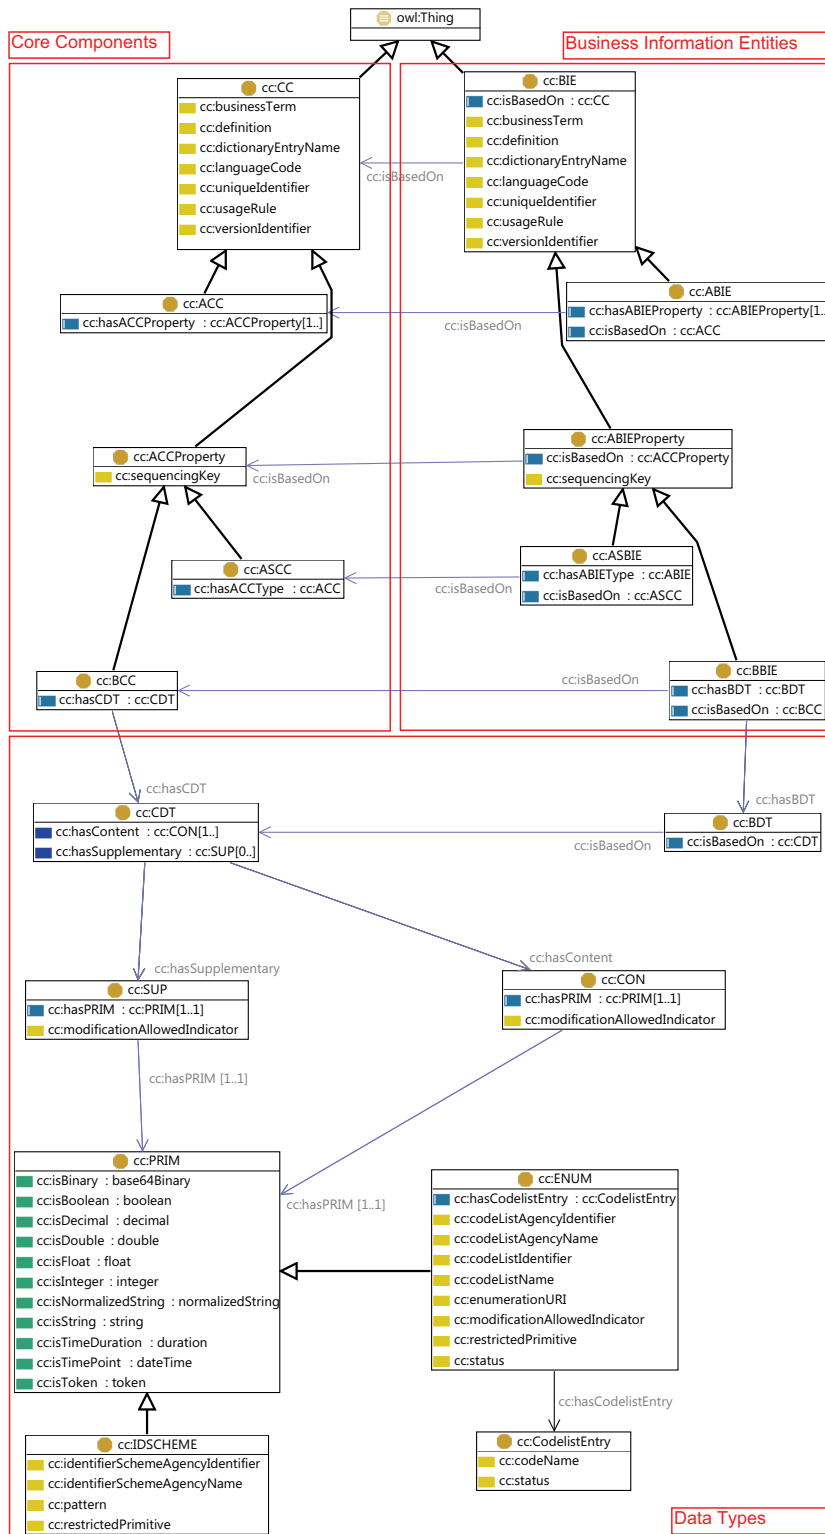 owl:Thing
Core Components
Business Information Entities
cc:CC
cc:businessTerm
cc:definition
cc:dictionaryEntryName
cc:languageCode
cc:uniqueIdentifier
cc:usageRule
cc:versionIdentifier
cc:BIE
cc:isBasedOn : cc:CC
cc:businessTerm
cc:definition
cc:dictionaryEntryName
cc:languageCode
cc:uniqueIdentifier
cc:usageRule
cc:versionIdentifier
cc:isBasedOn
cc:ACC
cc:hasACCProperty : cc:ACCProperty[1..]
cc:ABIE
cc:hasABIEProperty : cc:ABIEProperty[1..
cc:isBasedOn : cc:ACC
cc:isBasedOn
cc:ACCProperty
cc:sequencingKey
cc:ABIEProperty
cc:isBasedOn : cc:ACCProperty
cc:sequencingKey
cc:isBasedOn
cc:ASCC
cc:hasACCType : cc:ACC
cc:ASBIE
cc:hasABIEType : cc:ABIE
cc:isBasedOn : cc:ASCC
cc:isBasedOn
cc:BCC
cc:hasCDT : cc:CDT
cc:BBIE
cc:hasBDT : cc:BDT
cc:isBasedOn : cc:BCC
cc:isBasedOn
cc:hasCDT
cc:hasBDT
cc:CDT
cc:hasContent : cc:CON[1..]
cc:hasSupplementary : cc:SUP[0..]
cc:BDT
cc:isBasedOn : cc:CDT
cc:isBasedOn
cc:hasSupplementary
cc:hasContent
cc:SUP
cc:hasPRIM : cc:PRIM[1..1]
cc:modificationAllowedIndicator
cc:CON
cc:hasPRIM : cc:PRIM[1..1]
cc:modificationAllowedIndicator
cc:hasPRIM [1..1]
cc:hasPRIM [1..1]
cc:PRIM
cc:isBinary : base64Binary
cc:isBoolean : boolean
cc:isDecimal : decimal
cc:isDouble : double
cc:isFloat : float
cc:isInteger : integer
cc:isNormalizedString : normalizedString
cc:isString : string
cc:isTimeDuration : duration
cc:isTimePoint : dateTime
cc:isToken : token
cc:ENUM
cc:hasCodelistEntry : cc:CodelistEntry
cc:codeListAgencyIdentifier
cc:codeListAgencyName
cc:codeListIdentifier
cc:codeListName
cc:enumerationURI
cc:modificationAllowedIndicator
cc:restrictedPrimitive
cc:status
cc:hasCodelistEntry
cc:IDSCHEME
cc:identifierSchemeAgencyIdentifier
cc:identifierSchemeAgencyName
cc:pattern
cc:restrictedPrimitive
cc:CodelistEntry
cc:codeName
cc:status
Data Types